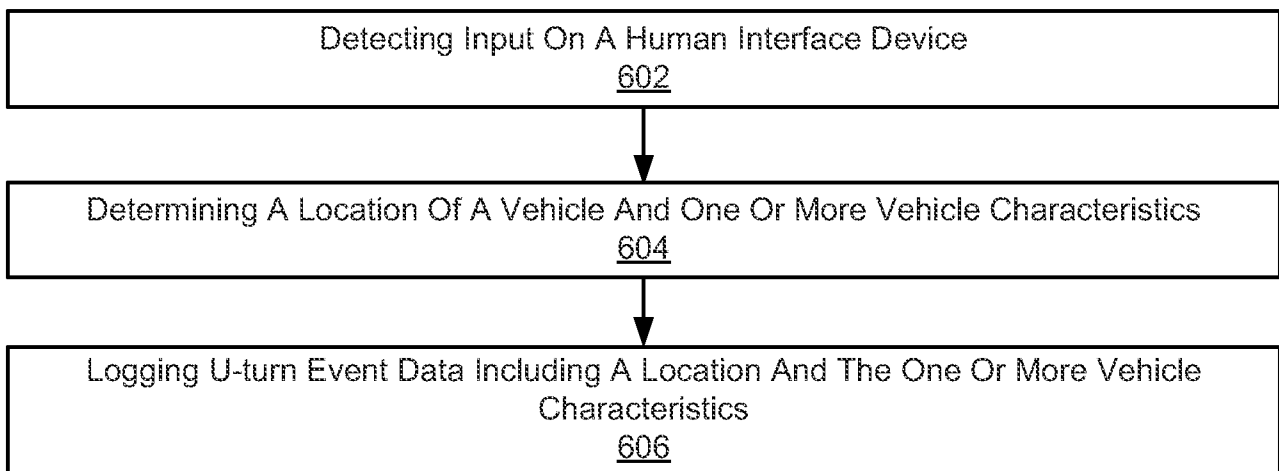 Detecting Input On A Human Interface Device
602
Determining A Location Of A Vehicle And One Or More Vehicle Characteristics
604
Logging U-turn Event Data Including A Location And The One Or More Vehicle
Characteristics
606